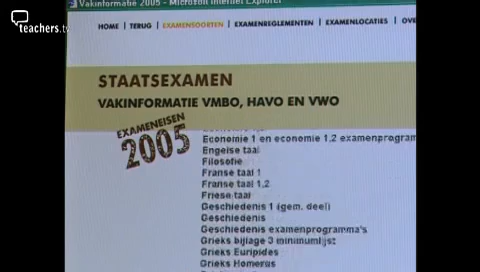 teachers.tv
Vakinformatie 2005 - Microsoft Internet Explorer
HOME | TERUG | EXAMENSOORTEN | EXAMENREGLEMENTEN | EXAMENLOCATIES | OVE
STAATSEXAMEN
VAKINFORMATIE VMBO, HAVO EN VWO
EXAMENEISEN
2005
Economie 1 en economie 1,2 examenprogram
Engelse taal
Filosofie
Franse taal 1
Franse taal 1,2
Friese taal
Geschiedenis 1 (gem. deel)
Geschiedenis
Geschiedenis examenprogramma's
Grieks bijlage 3 minimumlijst
Grieks Euripides
Grieks Homerus